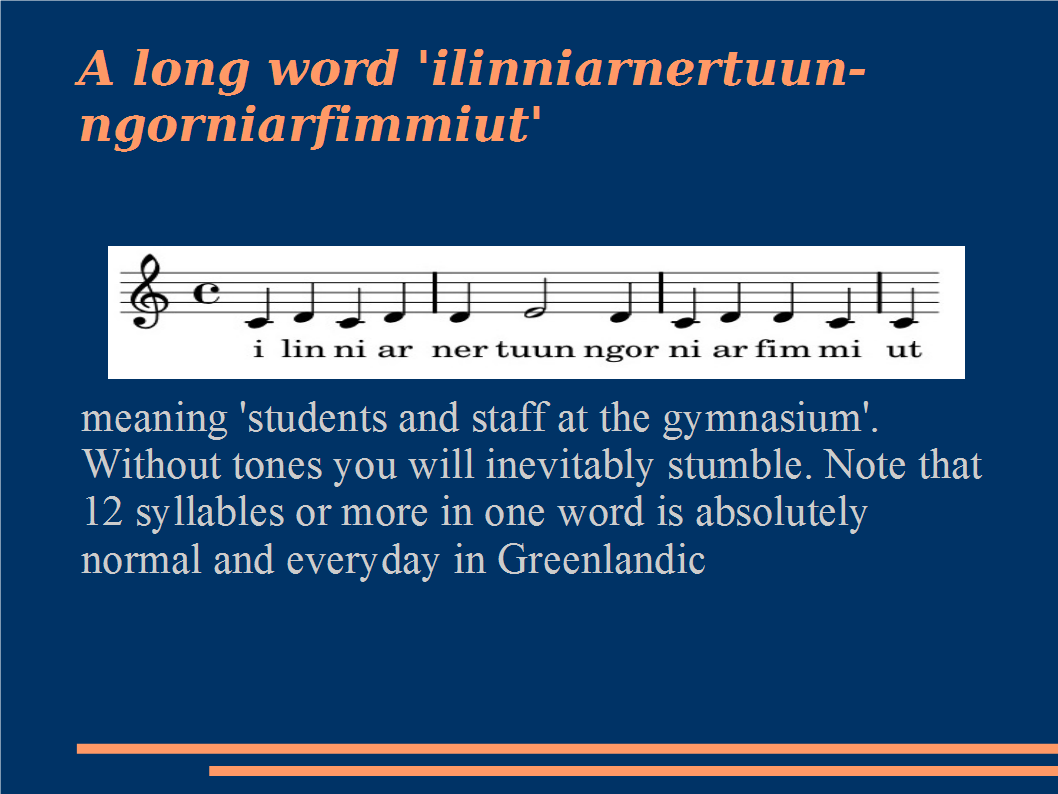 A long word 'ilinniarnertuun-
ngorniarfimmiut'
i lin ni ar ner tuun ngor ni ar fim mi ut
meaning 'students and staff at the gymnasium'.
Without tones you will inevitably stumble. Note that
12 syllables or more in one word is absolutely
normal and everyday in Greenlandic